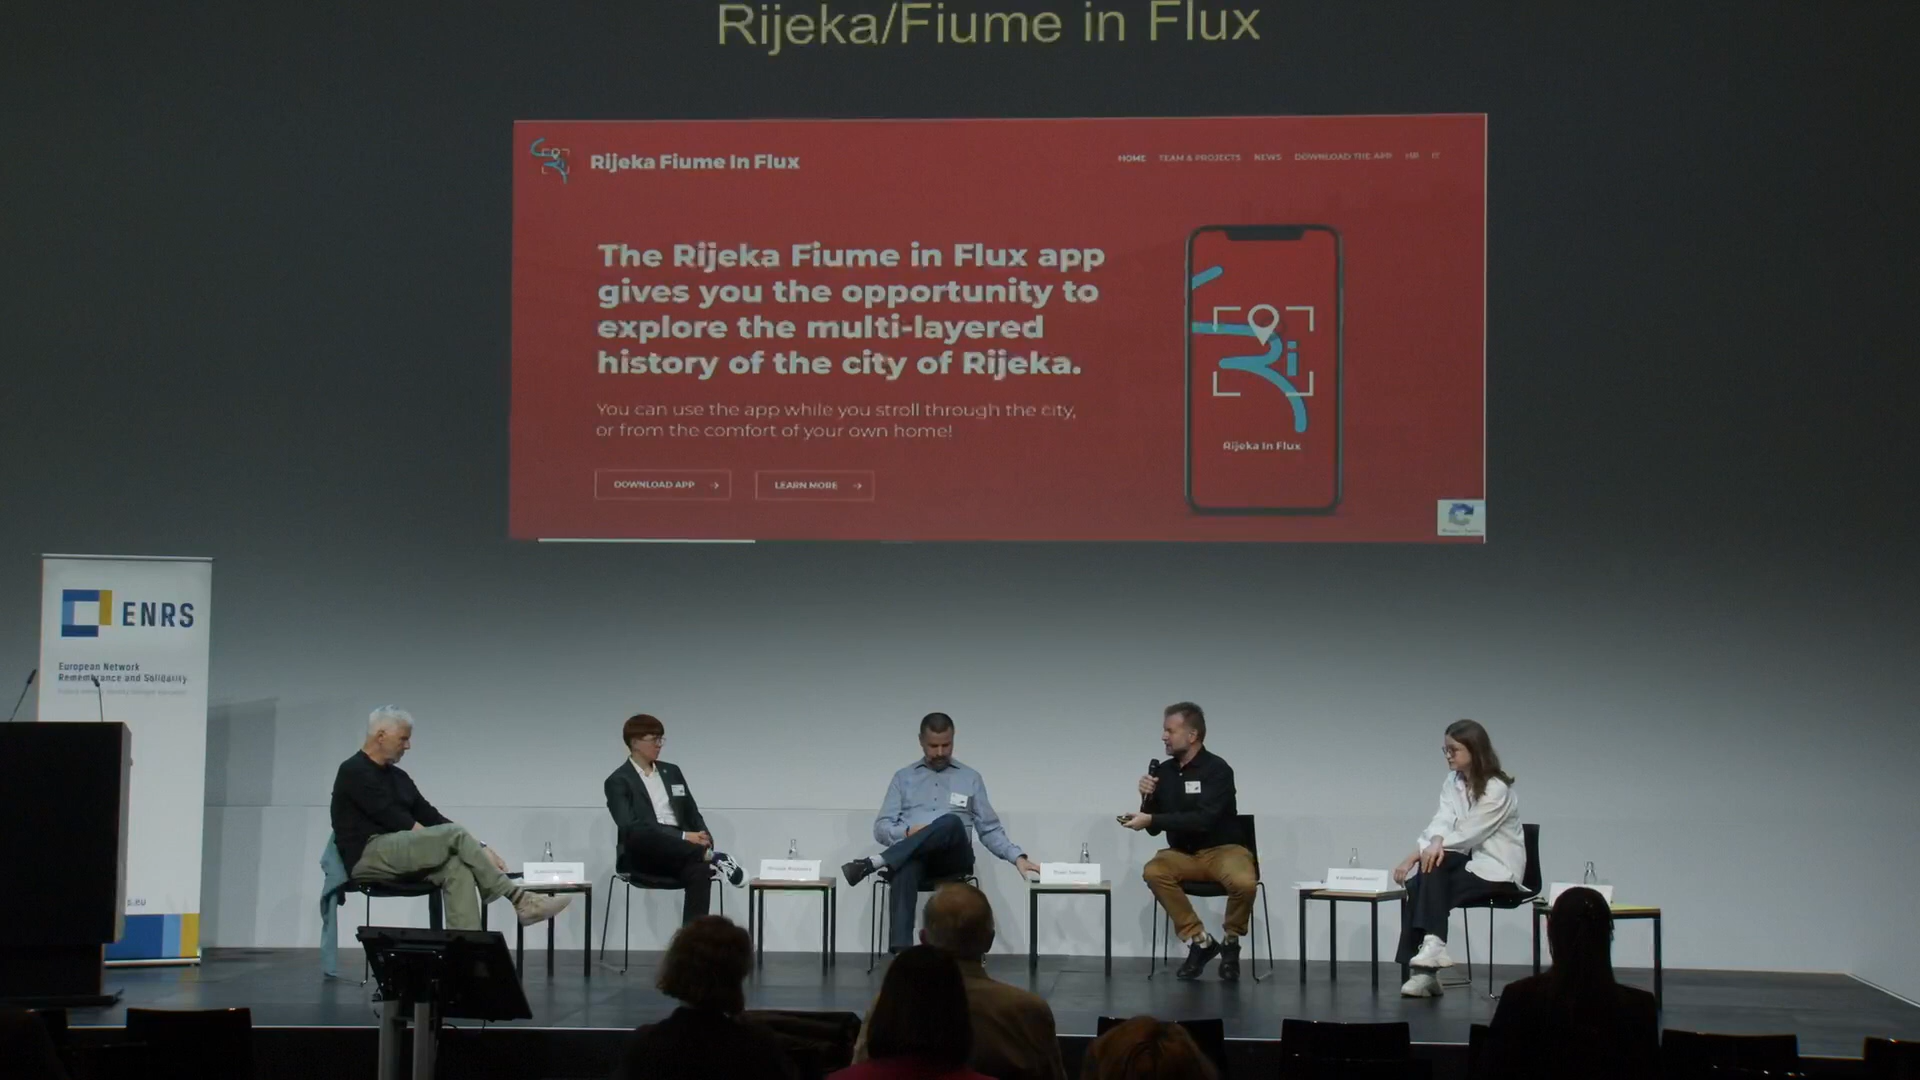 Rijeka/Fiume in Flux
Rijeka Fiume In Flux
HOME TEAM & PROJECTS NEWS DOWNLOAD THE APP HR IT
The Rijeka Fiume in Flux app
gives you the opportunity to
explore the multi-layered
history of the city of Rijeka.
You can use the app while you stroll through the city,
or from the comfort of your own home!
DOWNLOAD APP →
LEARN MORE →
Ri
Rijeka In Flux
ENRS
European Network
Remembrance and Solidarity
s.eu